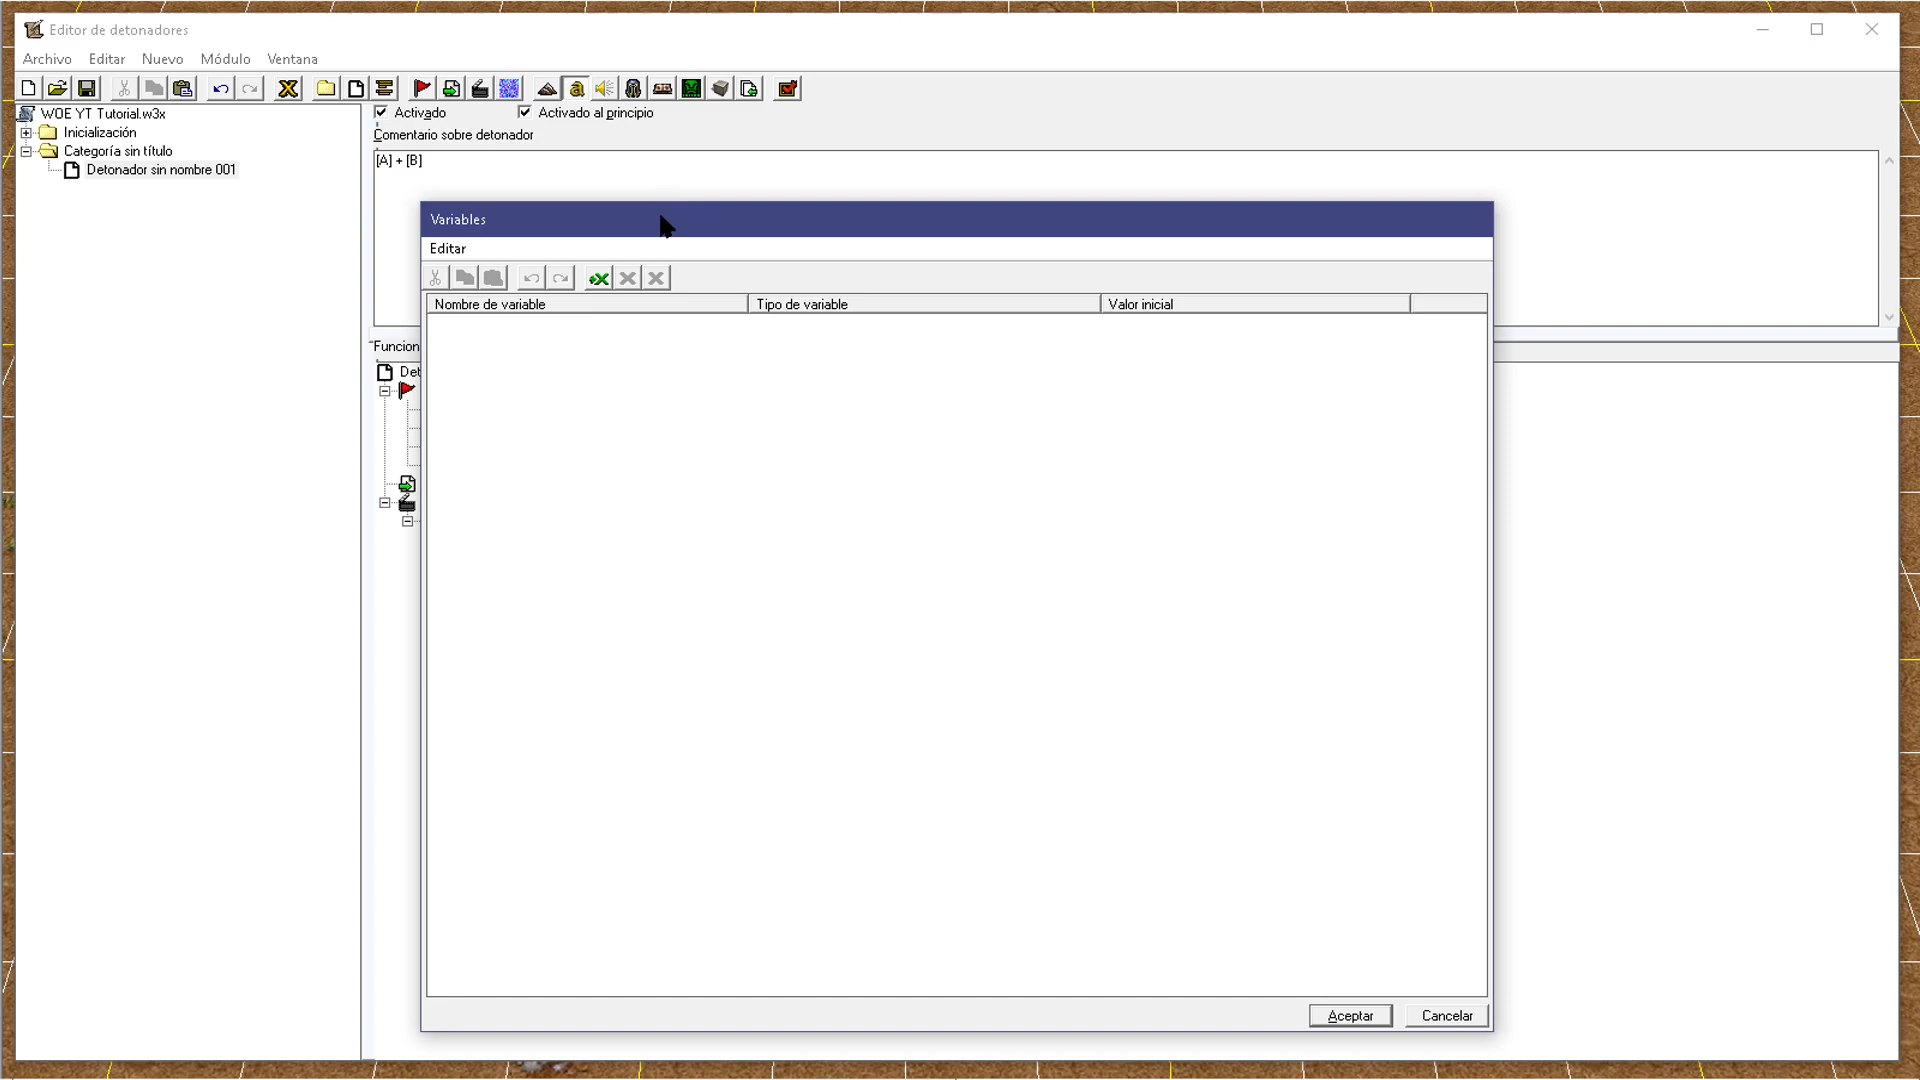 Editor de detonadores
Archivo Editar Nuevo Módulo Ventana
WOE YT Tutorial.w3x
Inicialización
Categoría sin título
Detonador sin nombre 001
Activado Activado al principio
Comentario sobre detonador
[A] + [B]
Variables
Editar
Nombre de variable Tipo de variable Valor inicial
Funcion
Det
Aceptar Cancelar